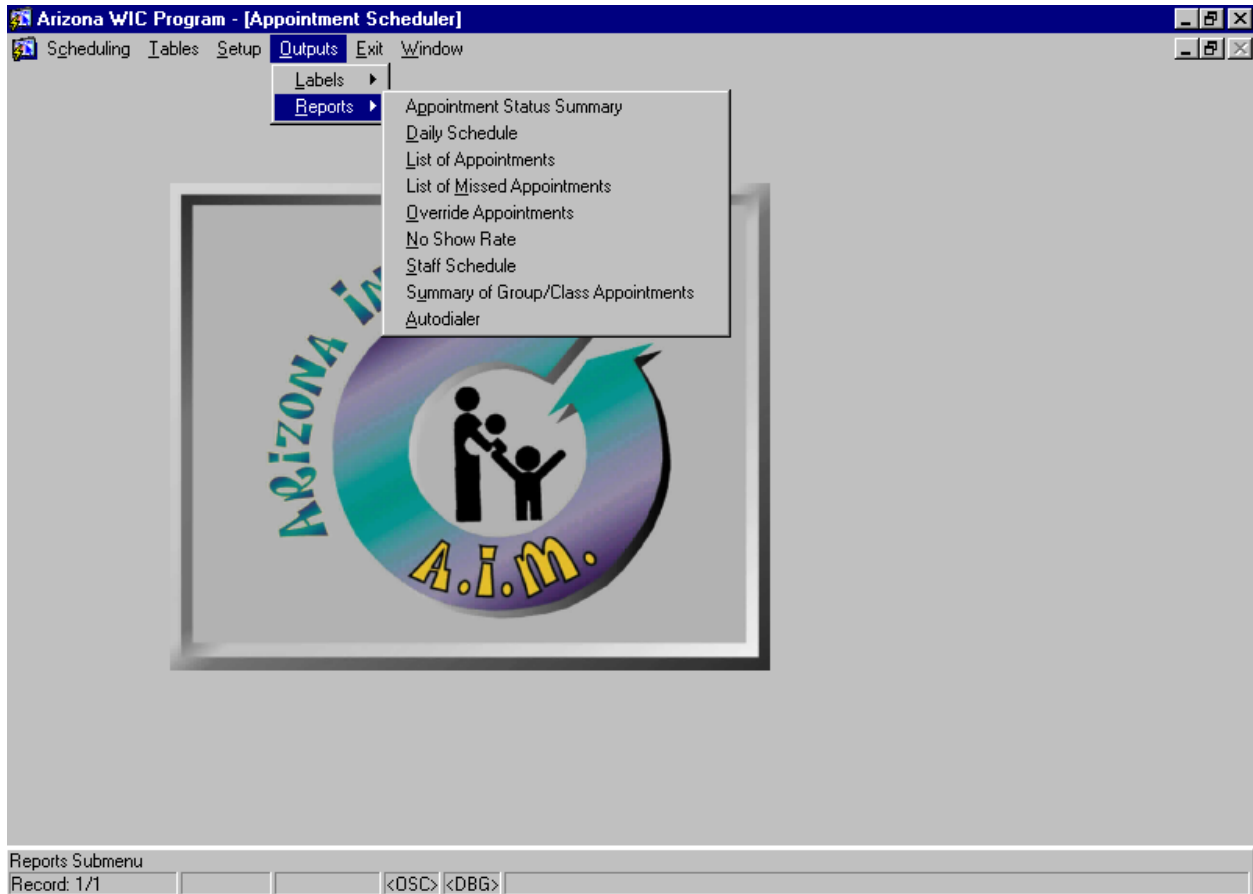 Arizona WIC Program - [Appointment Scheduler]
Scheduling Tables Setup Outputs Exit Window
Labels
Reports
Appointment Status Summary
Daily Schedule
List of Appointments
List of Missed Appointments
Override Appointments
No Show Rate
Staff Schedule
Summary of Group/Class Appointments
Autodialer
ARiZONA
A.i.M.
Reports Submenu
Record: 1/1 <OSC> <DBG>